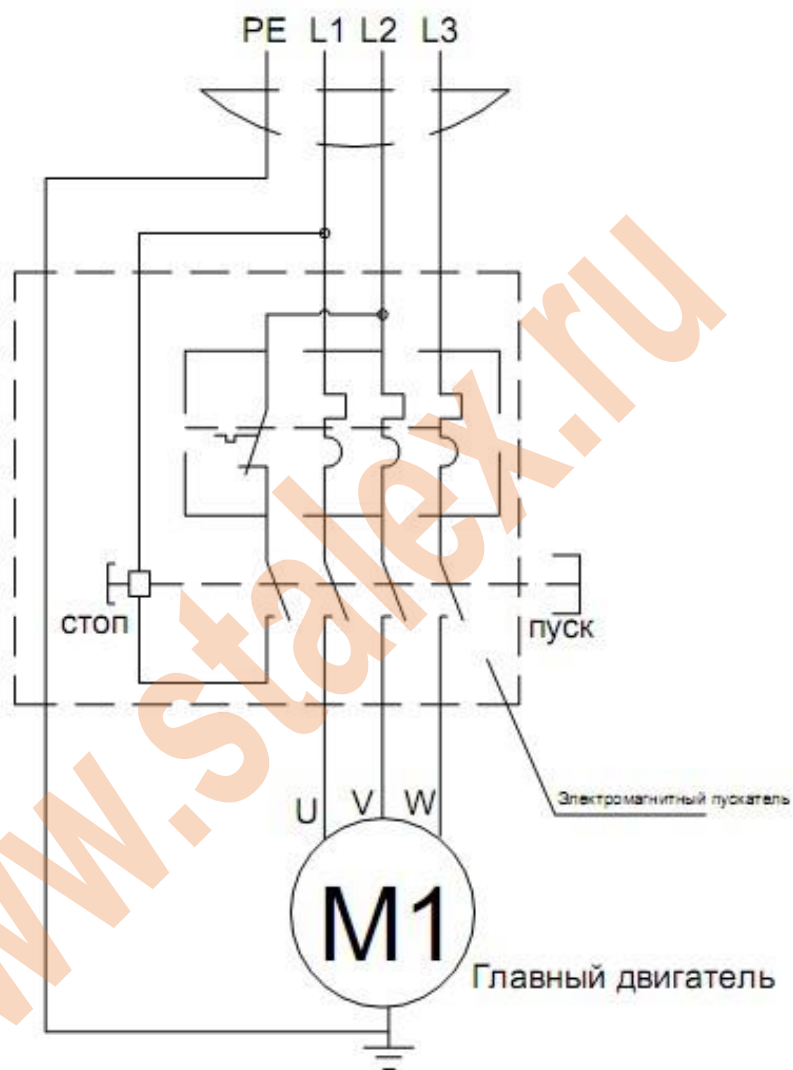 PE L1 L2 L3
стоп
пуск
Электромагнитный пускатель
U V W
M1
Главный двигатель
www.stalex.ru